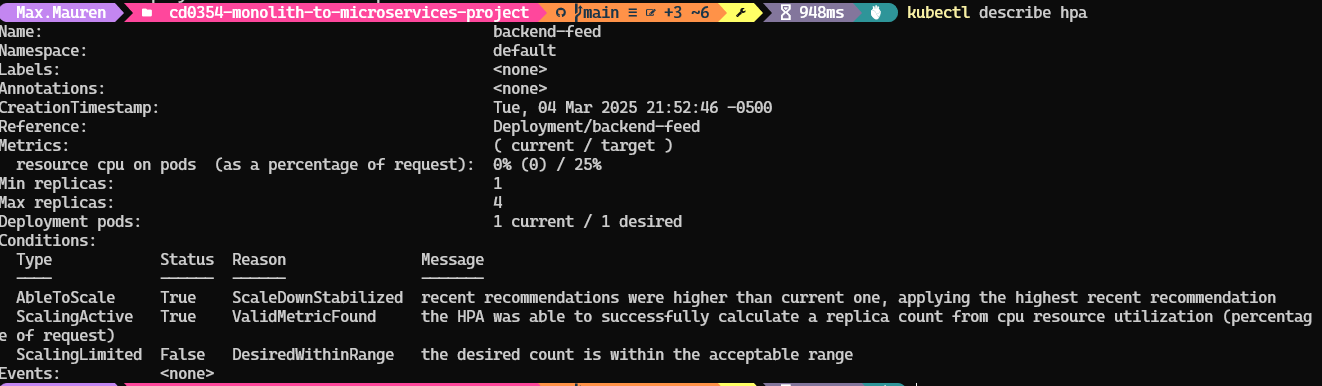 Max.Mauren cd0354-monolith-to-microservices-project main ≡ +3 ~6 948ms kubectl describe hpa
Name: backend-feed
Namespace: default
Labels: <none>
Annotations: <none>
CreationTimestamp: Tue, 04 Mar 2025 21:52:46 -0500
Reference: Deployment/backend-feed
Metrics: ( current / target )
resource cpu on pods (as a percentage of request): 0% (0) / 25%
Min replicas: 1
Max replicas: 4
Deployment pods: 1 current / 1 desired
Conditions:
Type Status Reason Message
---- ------ ------ -------
AbleToScale True ScaleDownStabilized recent recommendations were higher than current one, applying the highest recent recommendation
ScalingActive True ValidMetricFound the HPA was able to successfully calculate a replica count from cpu resource utilization (percentag
e of request)
ScalingLimited False DesiredWithinRange the desired count is within the acceptable range
Events: <none>